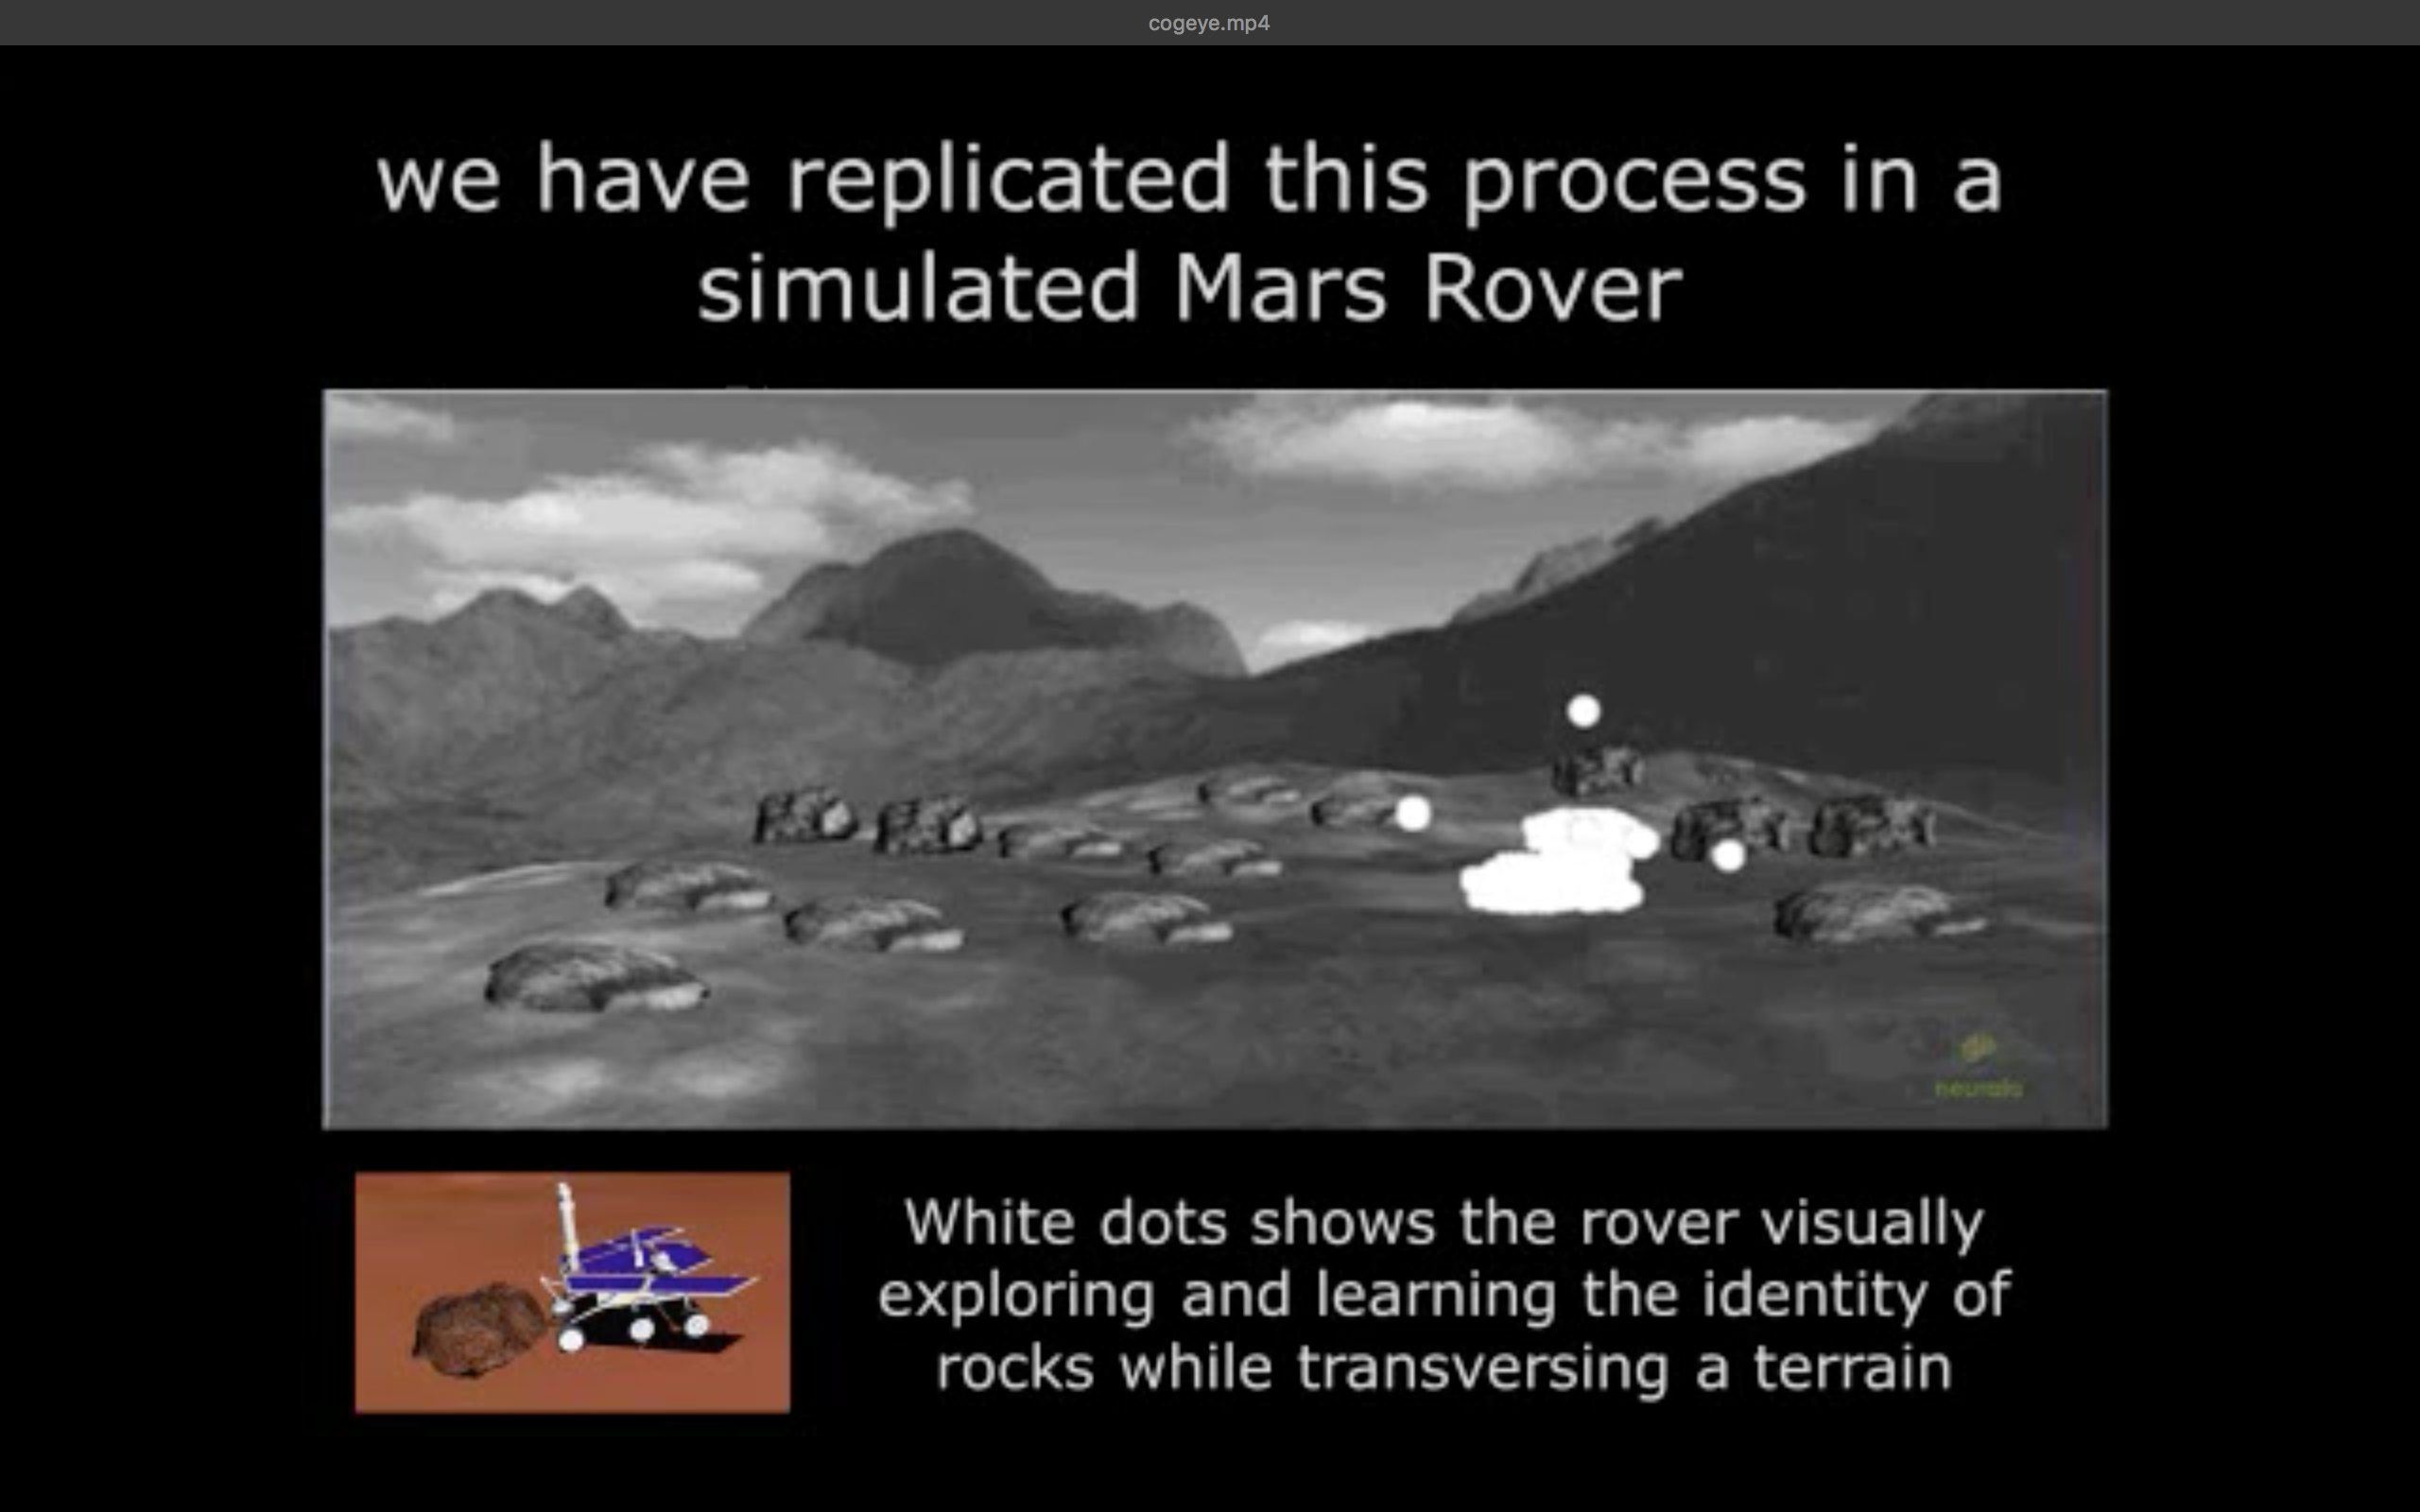 cogeye.mp4
we have replicated this process in a
simulated Mars Rover
neurala
White dots shows the rover visually
exploring and learning the identity of
rocks while transversing a terrain